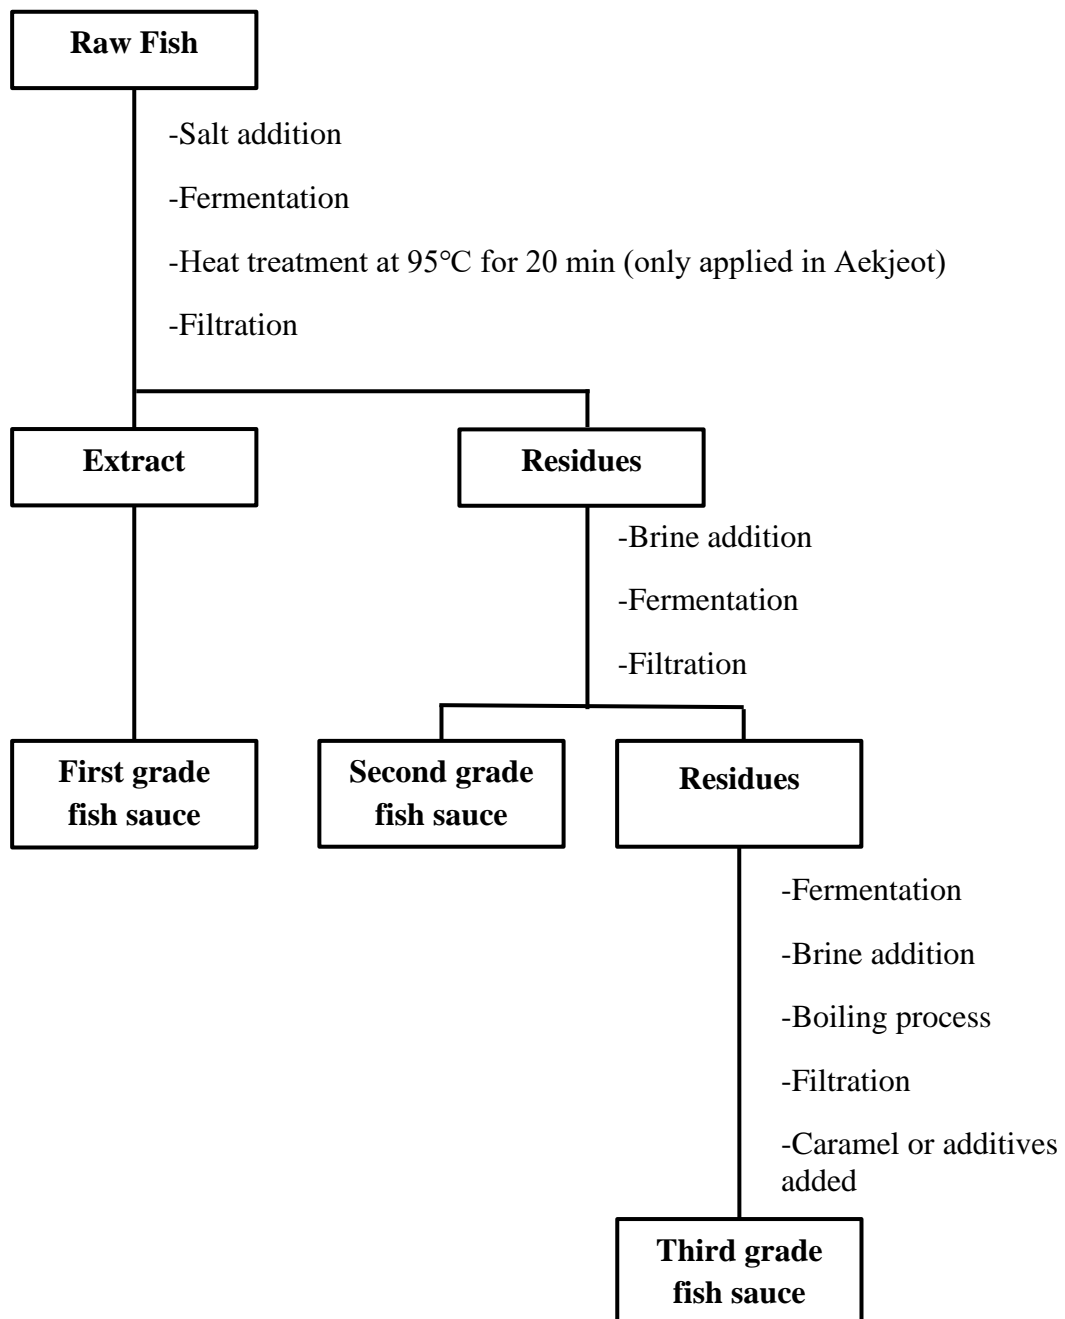 Raw Fish
-Salt addition
-Fermentation
-Heat treatment at 95℃ for 20 min (only applied in Aekjeot)
-Filtration
Extract
Residues
-Brine addition
-Fermentation
-Filtration
First grade
fish sauce
Second grade
fish sauce
Residues
-Fermentation
-Brine addition
-Boiling process
-Filtration
-Caramel or additives
added
Third grade
fish sauce